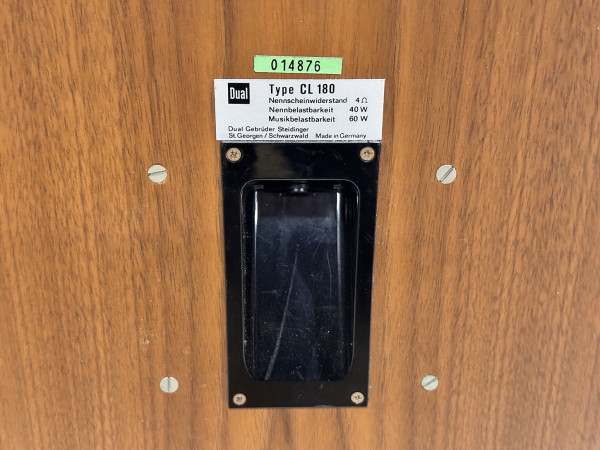 014876
Dual Type CL 180
Nennscheinwiderstand 4 Ω
Nennbelastbarkeit 40 W
Musikbelastbarkeit 60 W
Dual Gebrüder Steidinger
St. Georgen / Schwarzwald Made in Germany